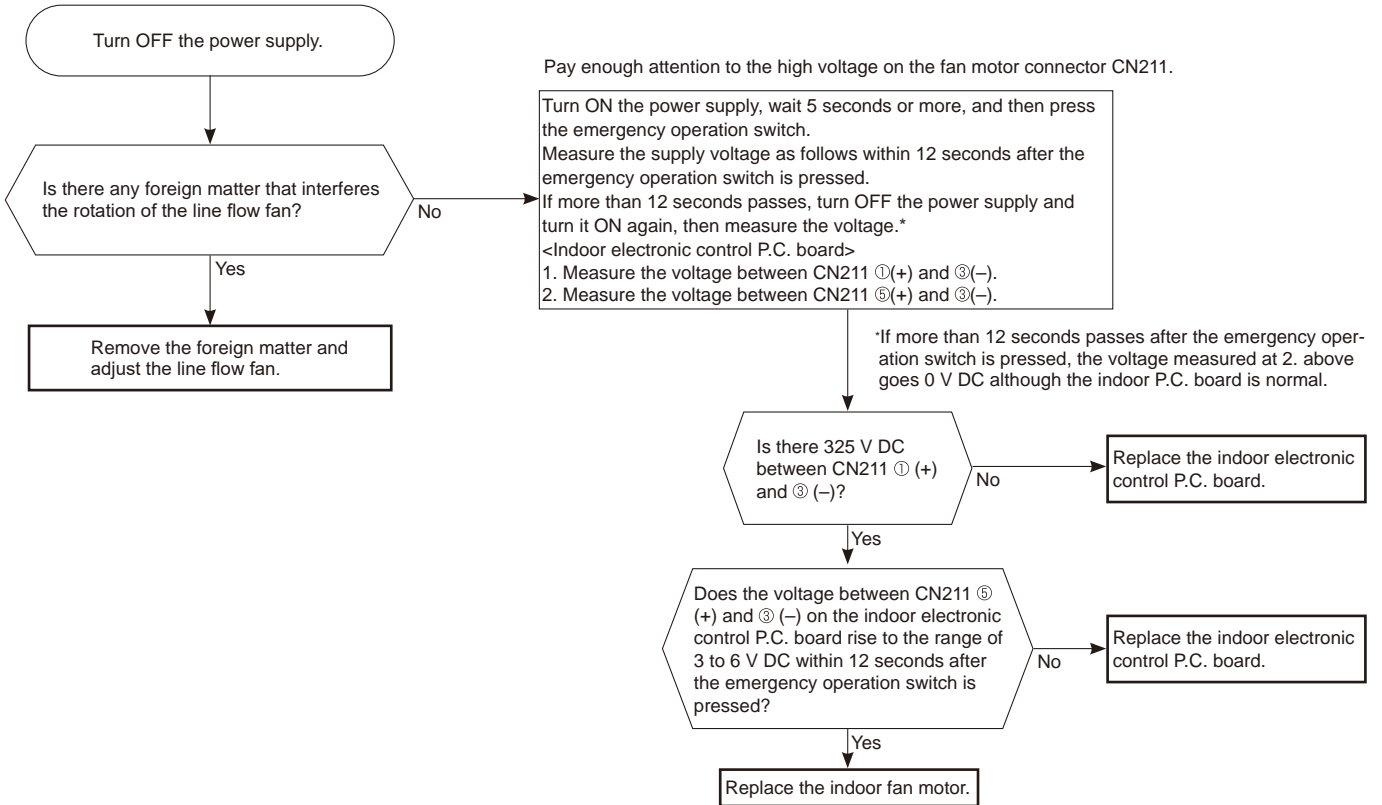 Turn OFF the power supply.
Is there any foreign matter that interferes
the rotation of the line flow fan?
No
Yes
Remove the foreign matter and
adjust the line flow fan.
Pay enough attention to the high voltage on the fan motor connector CN211.
Turn ON the power supply, wait 5 seconds or more, and then press
the emergency operation switch.
Measure the supply voltage as follows within 12 seconds after the
emergency operation switch is pressed.
If more than 12 seconds passes, turn OFF the power supply and
turn it ON again, then measure the voltage.*
<Indoor electronic control P.C. board>
1. Measure the voltage between CN211 ①(+) and ③(–).
2. Measure the voltage between CN211 ⑤(+) and ③(–).
*If more than 12 seconds passes after the emergency oper-
ation switch is pressed, the voltage measured at 2. above
goes 0 V DC although the indoor P.C. board is normal.
Is there 325 V DC
between CN211 ① (+)
and ③ (–)?
No
Replace the indoor electronic
control P.C. board.
Yes
Does the voltage between CN211 ⑤
(+) and ③ (–) on the indoor electronic
control P.C. board rise to the range of
3 to 6 V DC within 12 seconds after
the emergency operation switch is
pressed?
No
Replace the indoor electronic
control P.C. board.
Yes
Replace the indoor fan motor.